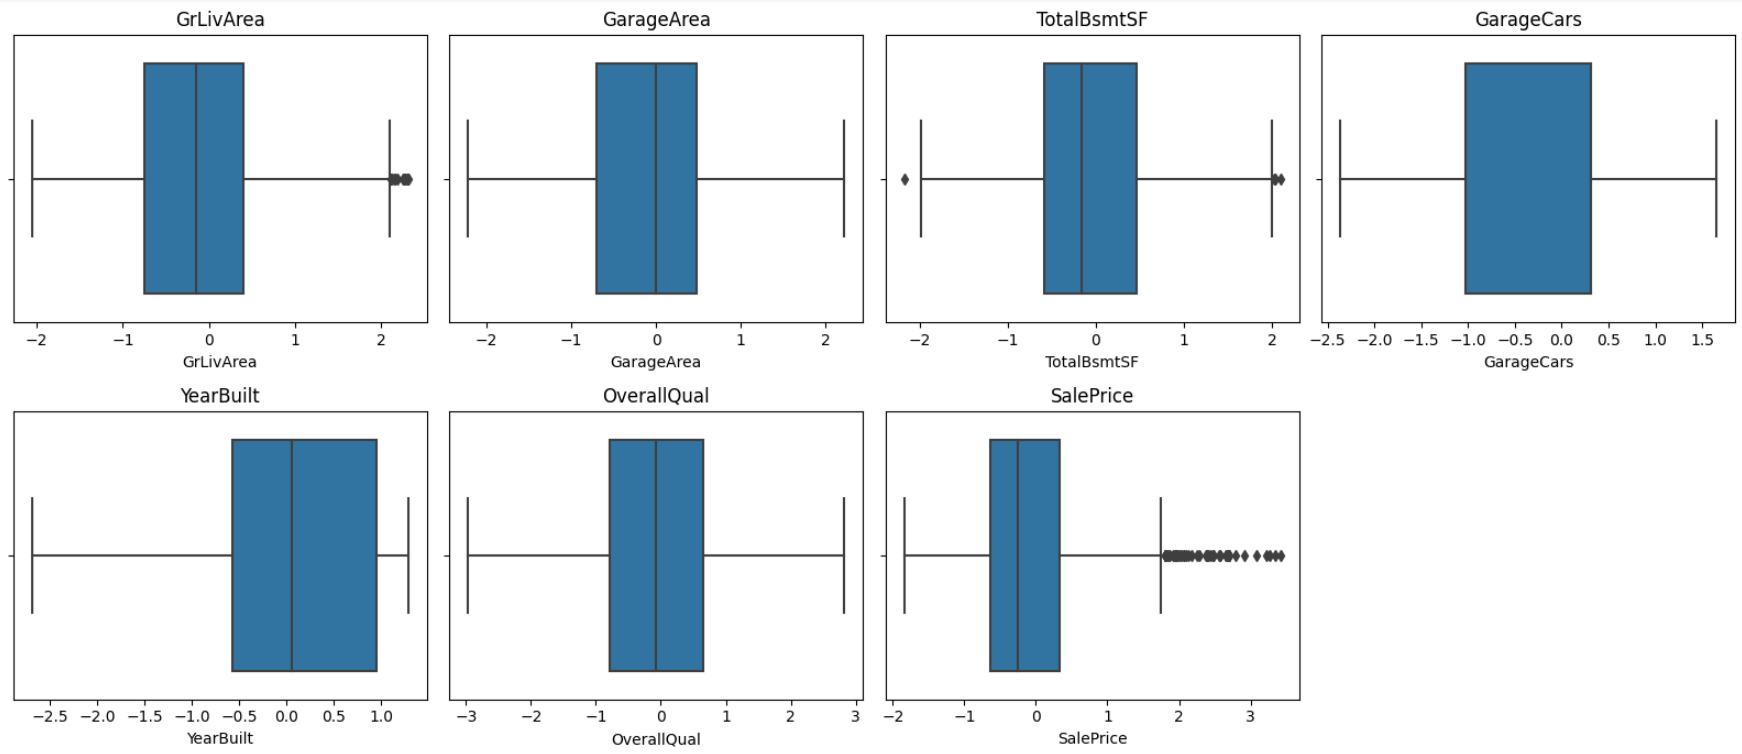 GrLivArea GarageArea TotalBsmtSF GarageCars
−2 −1 0 1 2 −2 −1 0 1 2 −2 −1 0 1 2 −2.5 −2.0 −1.5 −1.0 −0.5 0.0 0.5 1.0 1.5
GrLivArea GarageArea TotalBsmtSF GarageCars
YearBuilt OverallQual SalePrice
−2.5 −2.0 −1.5 −1.0 −0.5 0.0 0.5 1.0 −3 −2 −1 0 1 2 3 −2 −1 0 1 2 3
YearBuilt OverallQual SalePrice